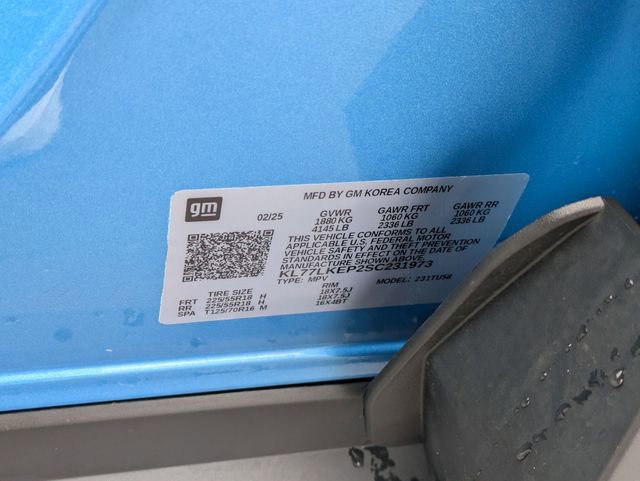 gm
MFD BY GM KOREA COMPANY
02/25 GVWR GAWR FRT GAWR RR
1880 KG 1060 KG 1060 KG
4145 LB 2336 LB 2336 LB
THIS VEHICLE CONFORMS TO ALL
APPLICABLE U.S. FEDERAL MOTOR
VEHICLE SAFETY AND THEFT PREVENTION
STANDARDS IN EFFECT ON THE DATE OF
MANUFACTURE SHOWN ABOVE.
KL77LKEP2SC231973
TYPE: MPV MODEL: 231TU58
TIRE SIZE RIM
FRT 225/55R18 H 18X7.5J
RR 225/55R18 H 18X7.5J
SPA T125/70R16 M 16X4BT